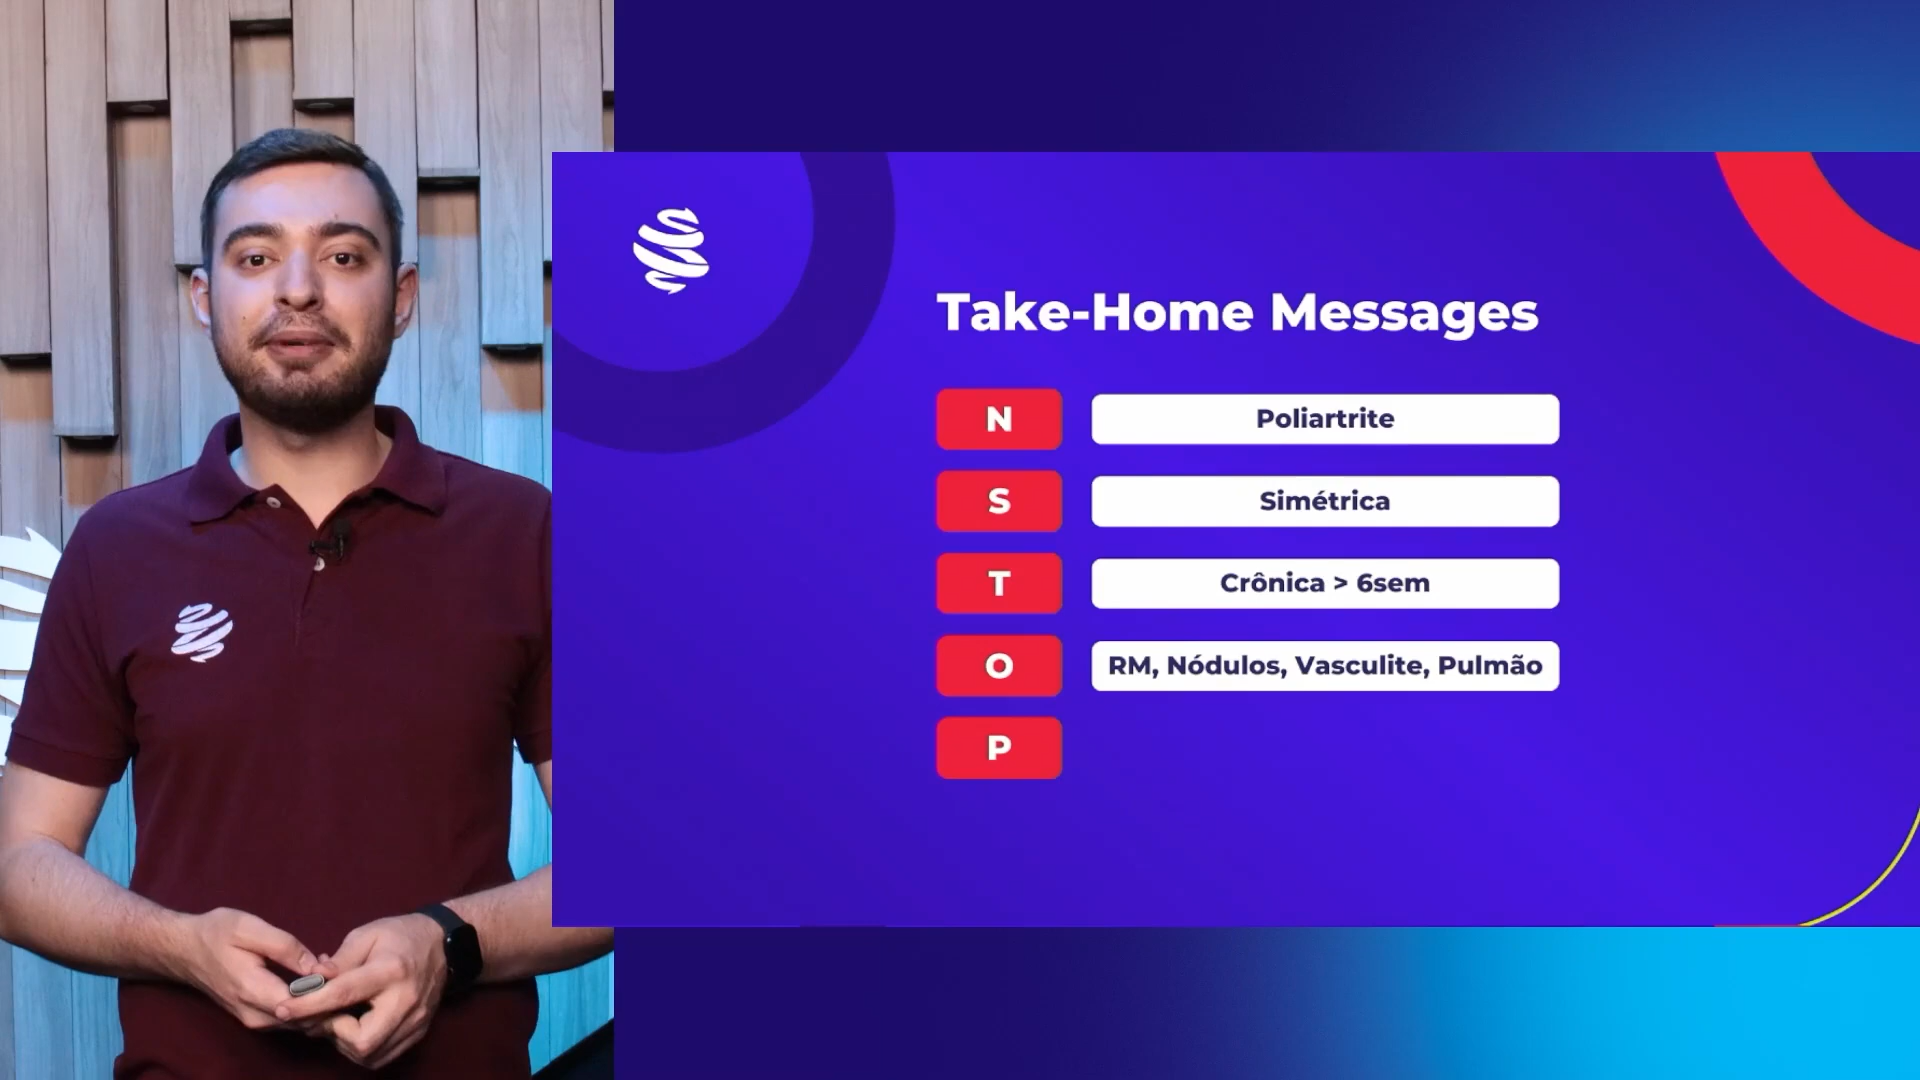 Take-Home Messages
N Poliartrite
S Simétrica
T Crônica > 6sem
O RM, Nódulos, Vasculite, Pulmão
P